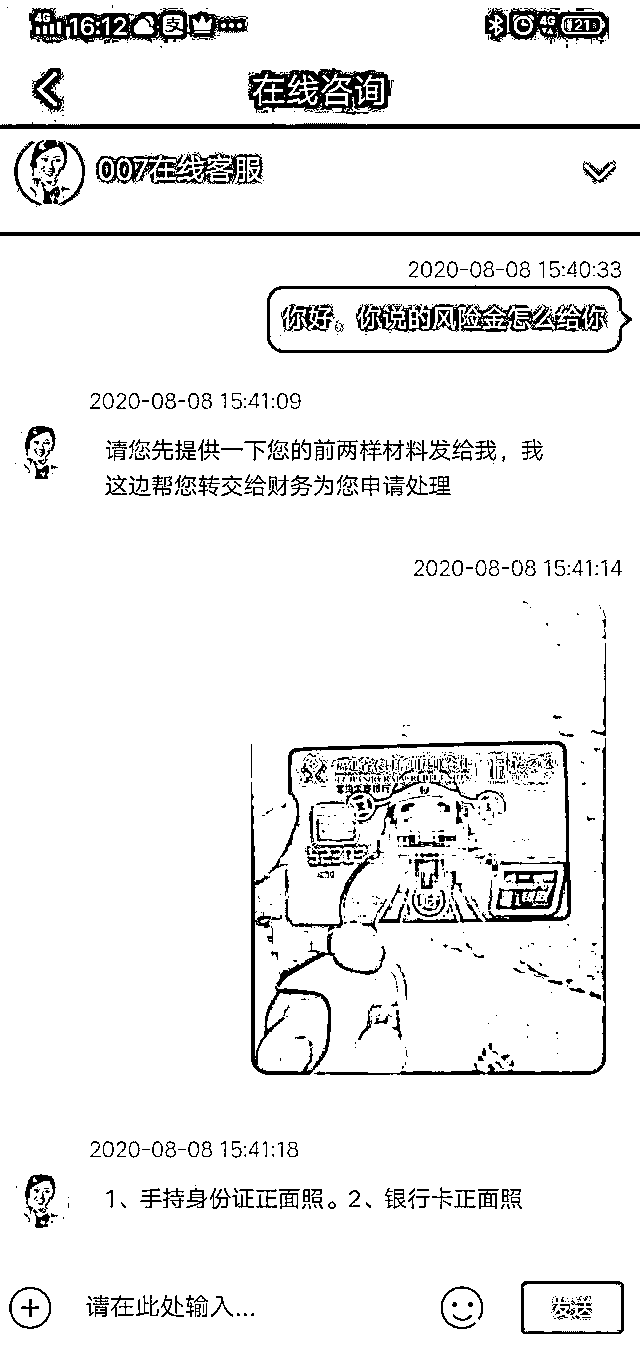 4G 16:12 支 4G 21
在线咨询
007在线客服
2020-08-08 15:40:33
你好。你说的风险金怎么给你
2020-08-08 15:41:09
请您先提供一下您的前两样材料发给我，我
这边帮您转交给财务为您申请处理
2020-08-08 15:41:14
2020-08-08 15:41:18
1、手持身份证正面照。2、银行卡正面照
请在此处输入...
发送